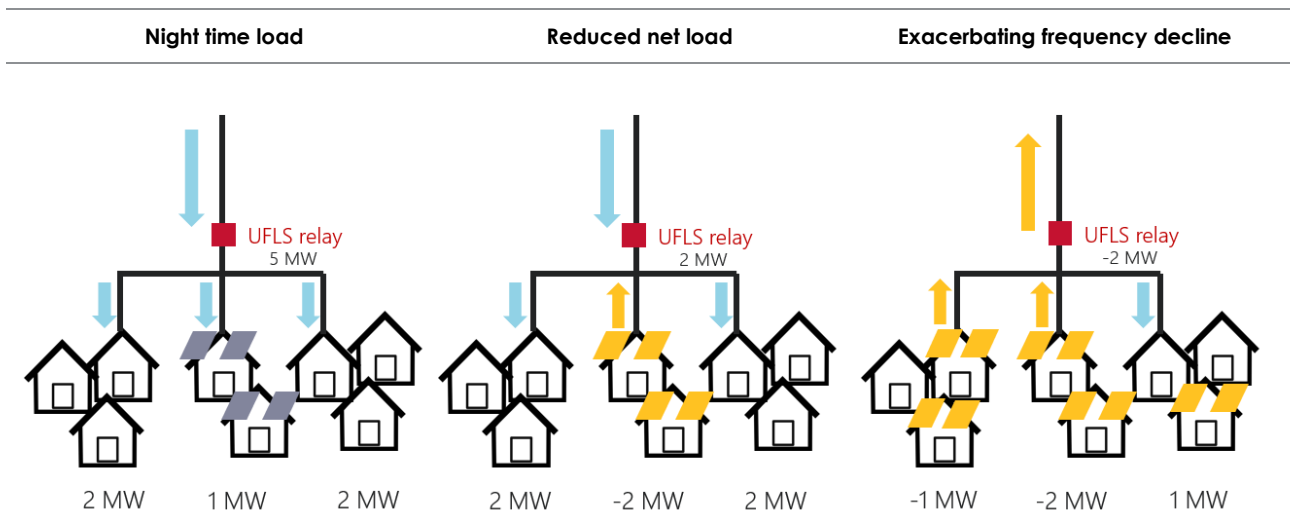 Night time load
Reduced net load
Exacerbating frequency decline
UFLS relay
5 MW
UFLS relay
2 MW
UFLS relay
-2 MW
2 MW
1 MW
2 MW
2 MW
-2 MW
2 MW
-1 MW
-2 MW
1 MW